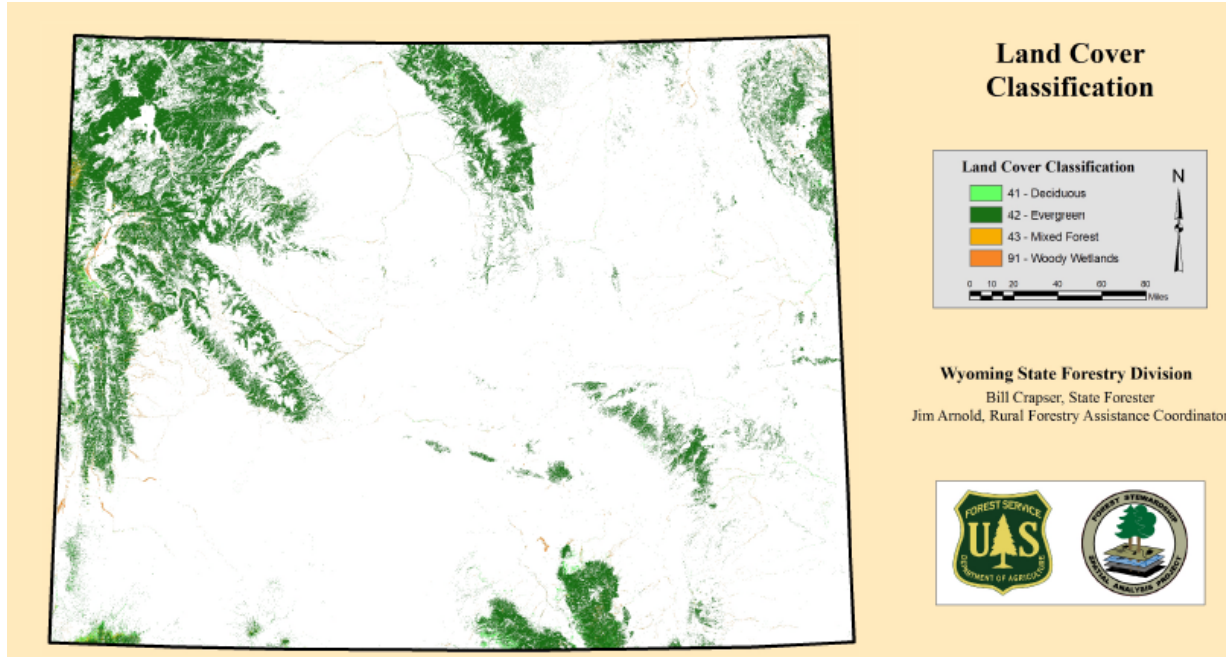 Land Cover
Classification
Land Cover Classification
N
41 - Deciduous
42 - Evergreen
43 - Mixed Forest
91 - Woody Wetlands
0 10 20 40 60 80
Miles
Wyoming State Forestry Division
Bill Crapser, State Forester
Jim Arnold, Rural Forestry Assistance Coordinator
FOREST SERVICE
U S
DEPARTMENT OF AGRICULTURE
FOREST STEWARDSHIP
SPATIAL ANALYSIS PROJECT